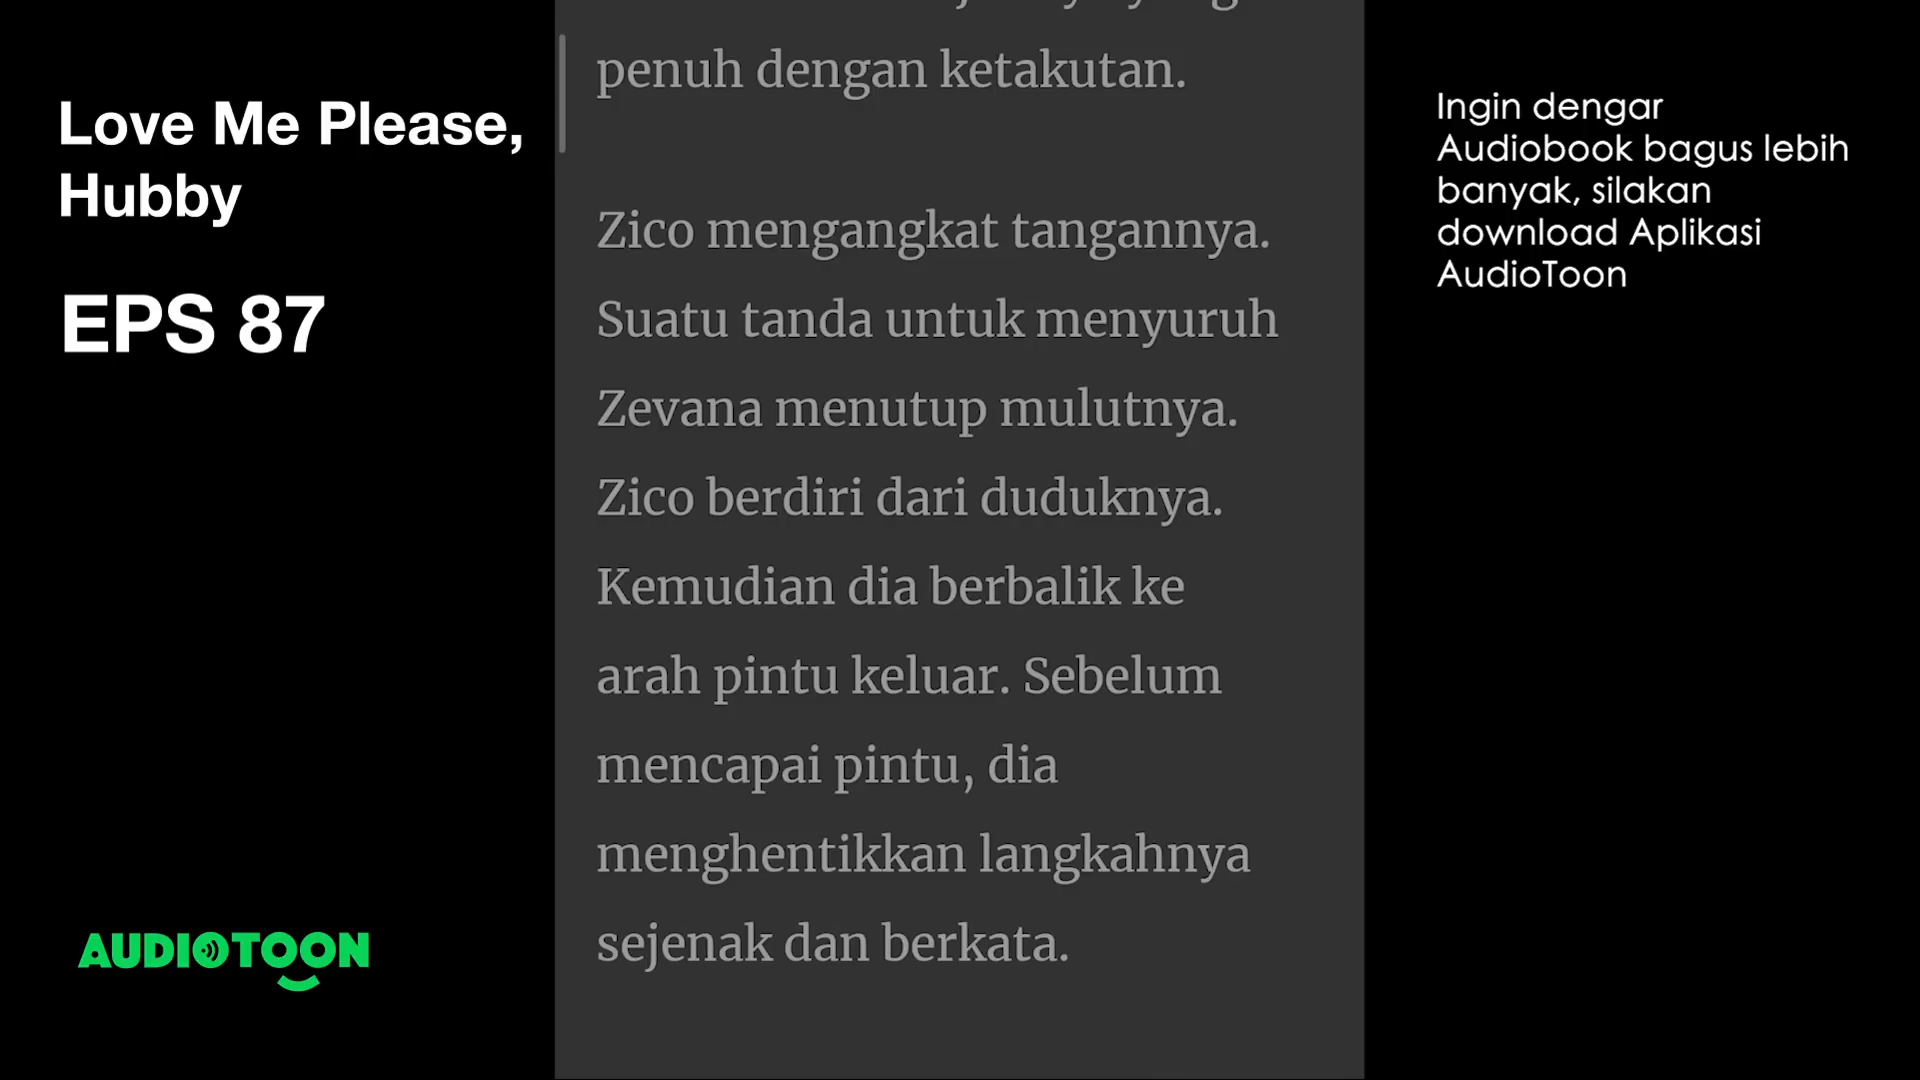 Love Me Please,
Hubby
EPS 87
AUDIOTOON
penuh dengan ketakutan.
Zico mengangkat tangannya.
Suatu tanda untuk menyuruh
Zevana menutup mulutnya.
Zico berdiri dari duduknya.
Kemudian dia berbalik ke
arah pintu keluar. Sebelum
mencapai pintu, dia
menghentikkan langkahnya
sejenak dan berkata.
Ingin dengar
Audiobook bagus lebih
banyak, silakan
download Aplikasi
AudioToon